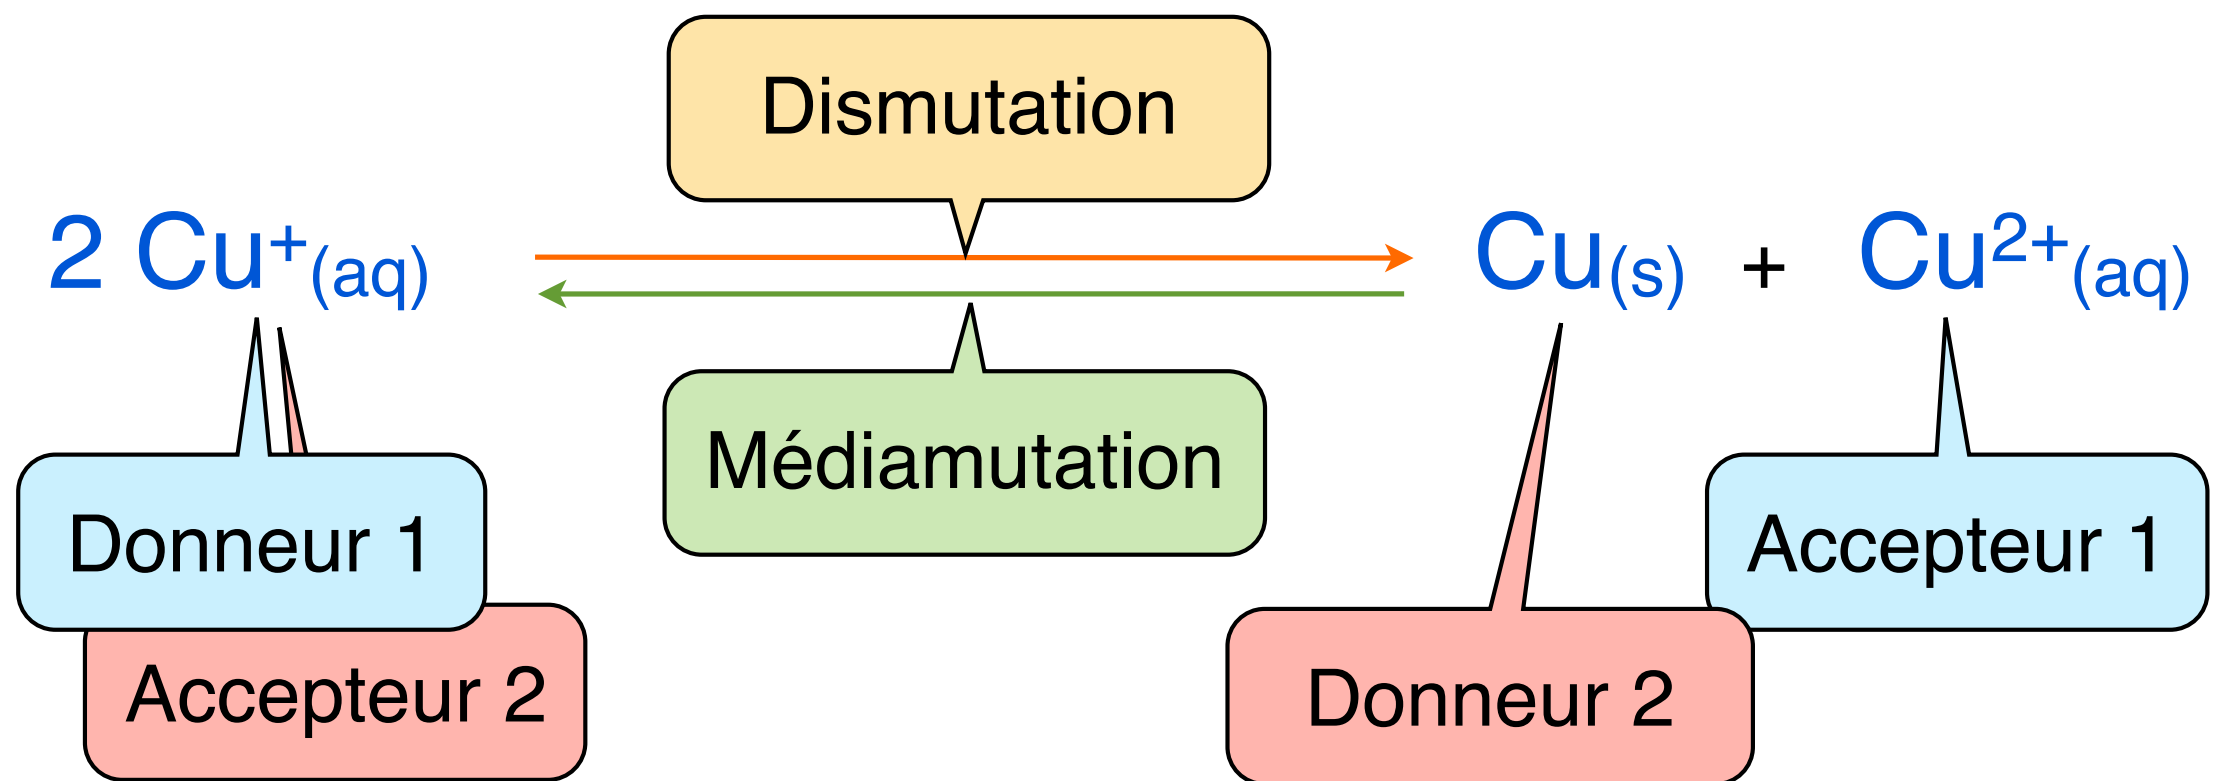 Dismutation
2 Cu⁺(aq) Cu(s) + Cu²⁺(aq)
Médiamutation
Donneur 1
Accepteur 1
Accepteur 2
Donneur 2